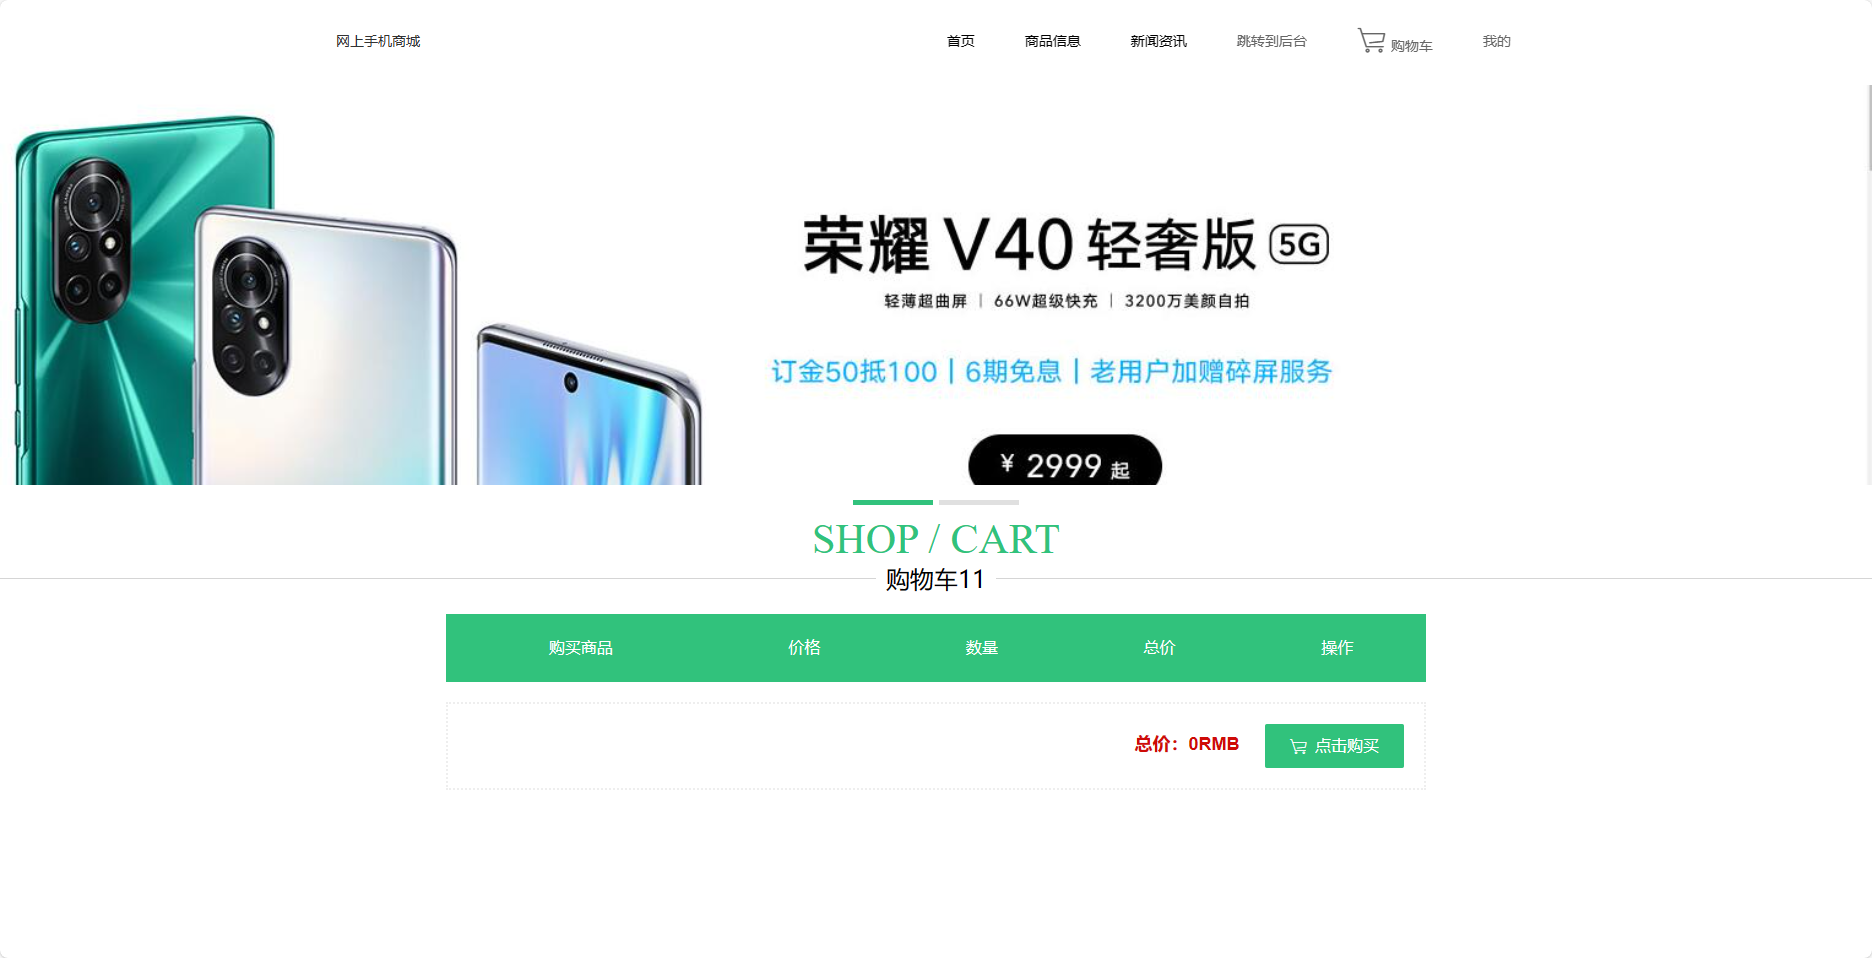 网上手机商城 首页 商品信息 新闻资讯 跳转到后台 购物车 我的
荣耀 V40 轻奢版 5G
轻薄超曲屏 | 66W超级快充 | 3200万美颜自拍
订金50抵100 | 6期免息 | 老用户加赠碎屏服务
¥ 2999 起
SHOP / CART
购物车11
购买商品 价格 数量 总价 操作
总价：0RMB 点击购买